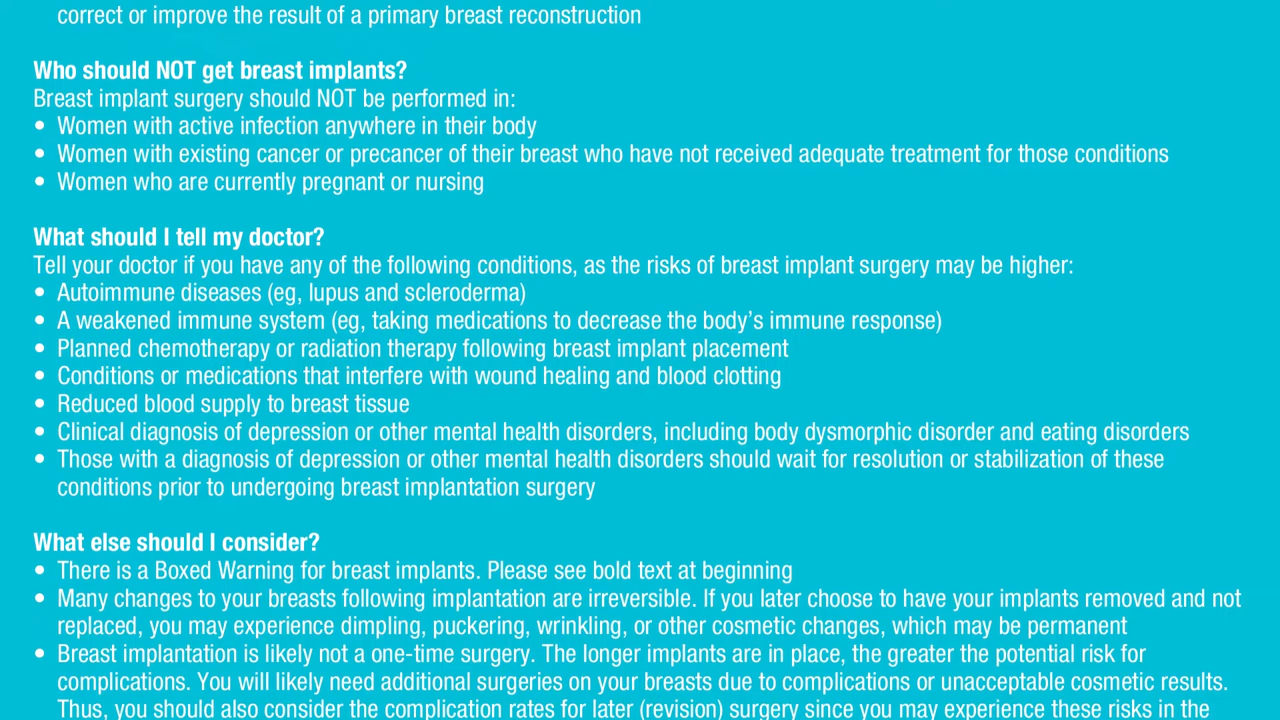 correct or improve the result of a primary breast reconstruction
Who should NOT get breast implants?
Breast implant surgery should NOT be performed in:
• Women with active infection anywhere in their body
• Women with existing cancer or precancer of their breast who have not received adequate treatment for those conditions
• Women who are currently pregnant or nursing
What should I tell my doctor?
Tell your doctor if you have any of the following conditions, as the risks of breast implant surgery may be higher:
• Autoimmune diseases (eg, lupus and scleroderma)
• A weakened immune system (eg, taking medications to decrease the body’s immune response)
• Planned chemotherapy or radiation therapy following breast implant placement
• Conditions or medications that interfere with wound healing and blood clotting
• Reduced blood supply to breast tissue
• Clinical diagnosis of depression or other mental health disorders, including body dysmorphic disorder and eating disorders
• Those with a diagnosis of depression or other mental health disorders should wait for resolution or stabilization of these
conditions prior to undergoing breast implantation surgery
What else should I consider?
• There is a Boxed Warning for breast implants. Please see bold text at beginning
• Many changes to your breasts following implantation are irreversible. If you later choose to have your implants removed and not
replaced, you may experience dimpling, puckering, wrinkling, or other cosmetic changes, which may be permanent
• Breast implantation is likely not a one-time surgery. The longer implants are in place, the greater the potential risk for
complications. You will likely need additional surgeries on your breasts due to complications or unacceptable cosmetic results.
Thus, you should also consider the complication rates for later (revision) surgery since you may experience these risks in the